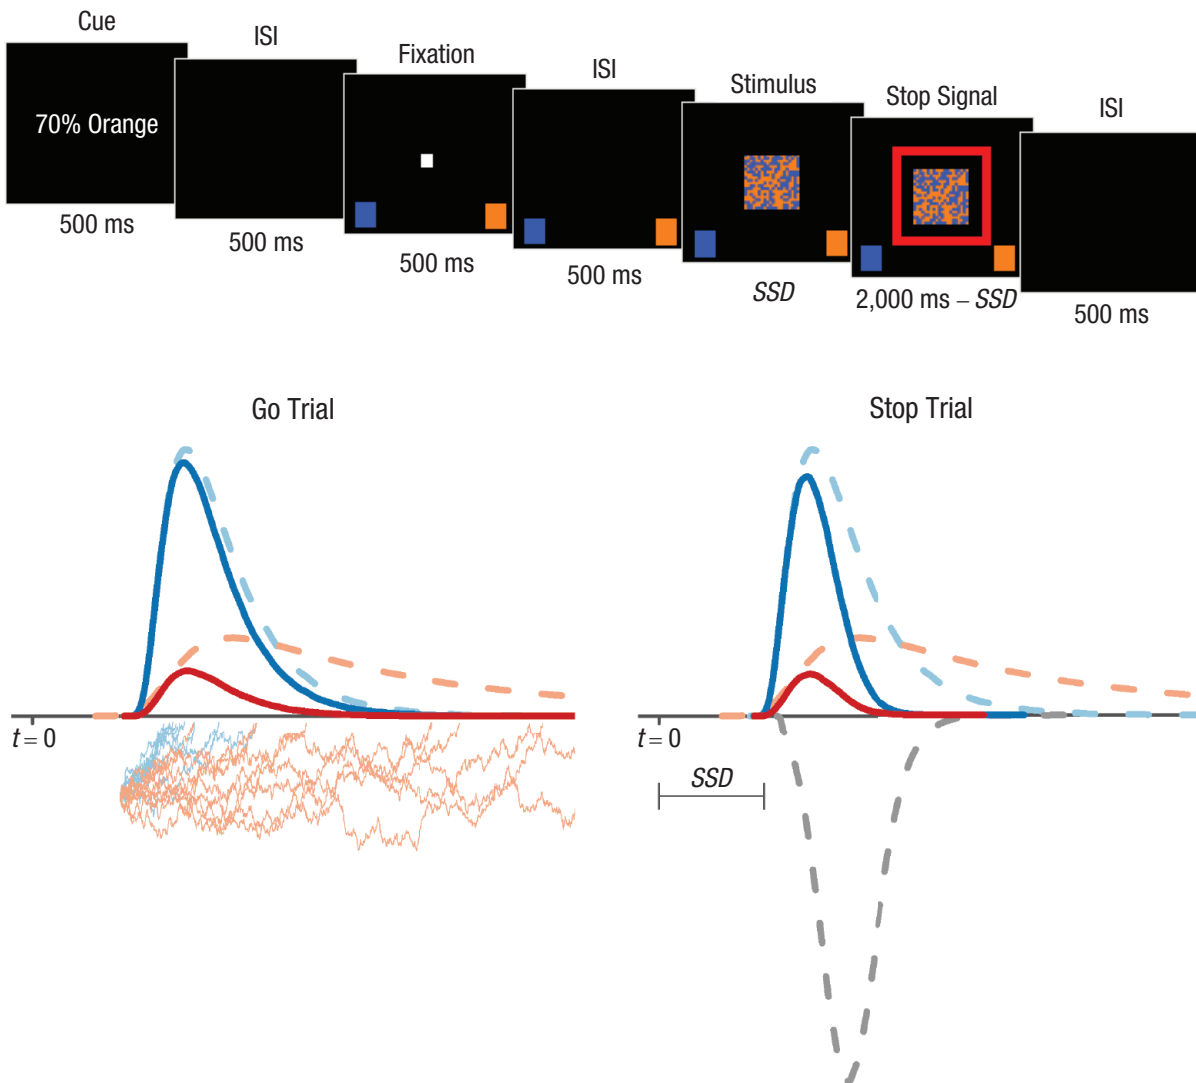 Cue
ISI
Fixation
ISI
Stimulus
Stop Signal
ISI
70% Orange
500 ms
500 ms
500 ms
500 ms
SSD
2,000 ms – SSD
500 ms
Go Trial
Stop Trial
t = 0
t = 0
SSD